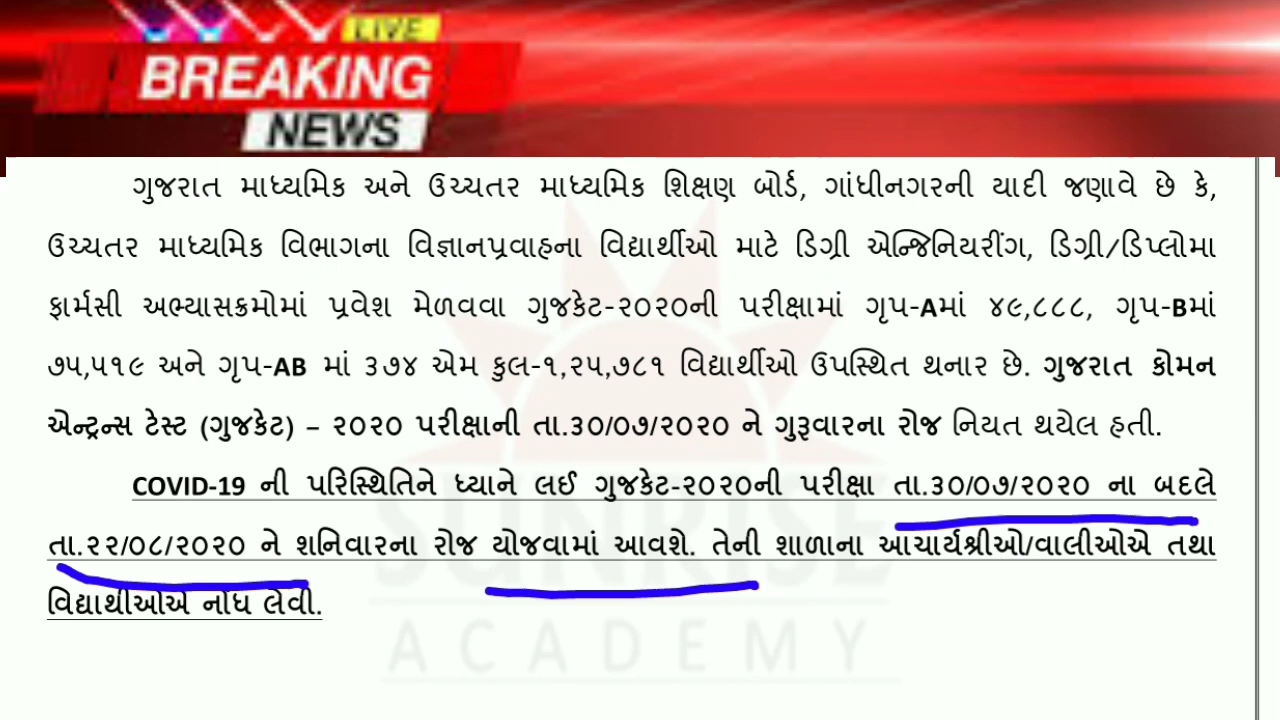 LIVE
BREAKING
NEWS
ગુજરાત માધ્યમિક અને ઉચ્ચતર માધ્યમિક શિક્ષણ બોર્ડ, ગાંધીનગરની યાદી જણાવે છે કે,
ઉચ્ચતર માધ્યમિક વિભાગના વિજ્ઞાનપ્રવાહના વિદ્યાર્થીઓ માટે ડિગ્રી એન્જિનિયરીંગ, ડિગ્રી/ડિપ્લોમા
ફાર્મસી અભ્યાસક્રમોમાં પ્રવેશ મેળવવા ગુજકેટ-૨૦૨૦ની પરીક્ષામાં ગૃપ-Aમાં ૪૯,૮૮૮, ગૃપ-Bમાં
૭૫,૫૧૯ અને ગૃપ-AB માં ૩૭૪ એમ કુલ-૧,૨૫,૭૮૧ વિદ્યાર્થીઓ ઉપસ્થિત થનાર છે. ગુજરાત કોમન
એન્ટ્રન્સ ટેસ્ટ (ગુજકેટ) – ૨૦૨૦ પરીક્ષાની તા.૩૦/૦૭/૨૦૨૦ ને ગુરૂવારના રોજ નિયત થયેલ હતી.
COVID-19 ની પરિસ્થિતિને ધ્યાને લઈ ગુજકેટ-૨૦૨૦ની પરીક્ષા તા.૩૦/૦૭/૨૦૨૦ ના બદલે
તા.૨૨/૦૮/૨૦૨૦ ને શનિવારના રોજ યોજવામાં આવશે. તેની શાળાના આચાર્યશ્રીઓ/વાલીઓએ તથા
વિદ્યાર્થીઓએ નોંધ લેવી.
SUNRISE
ACADEMY